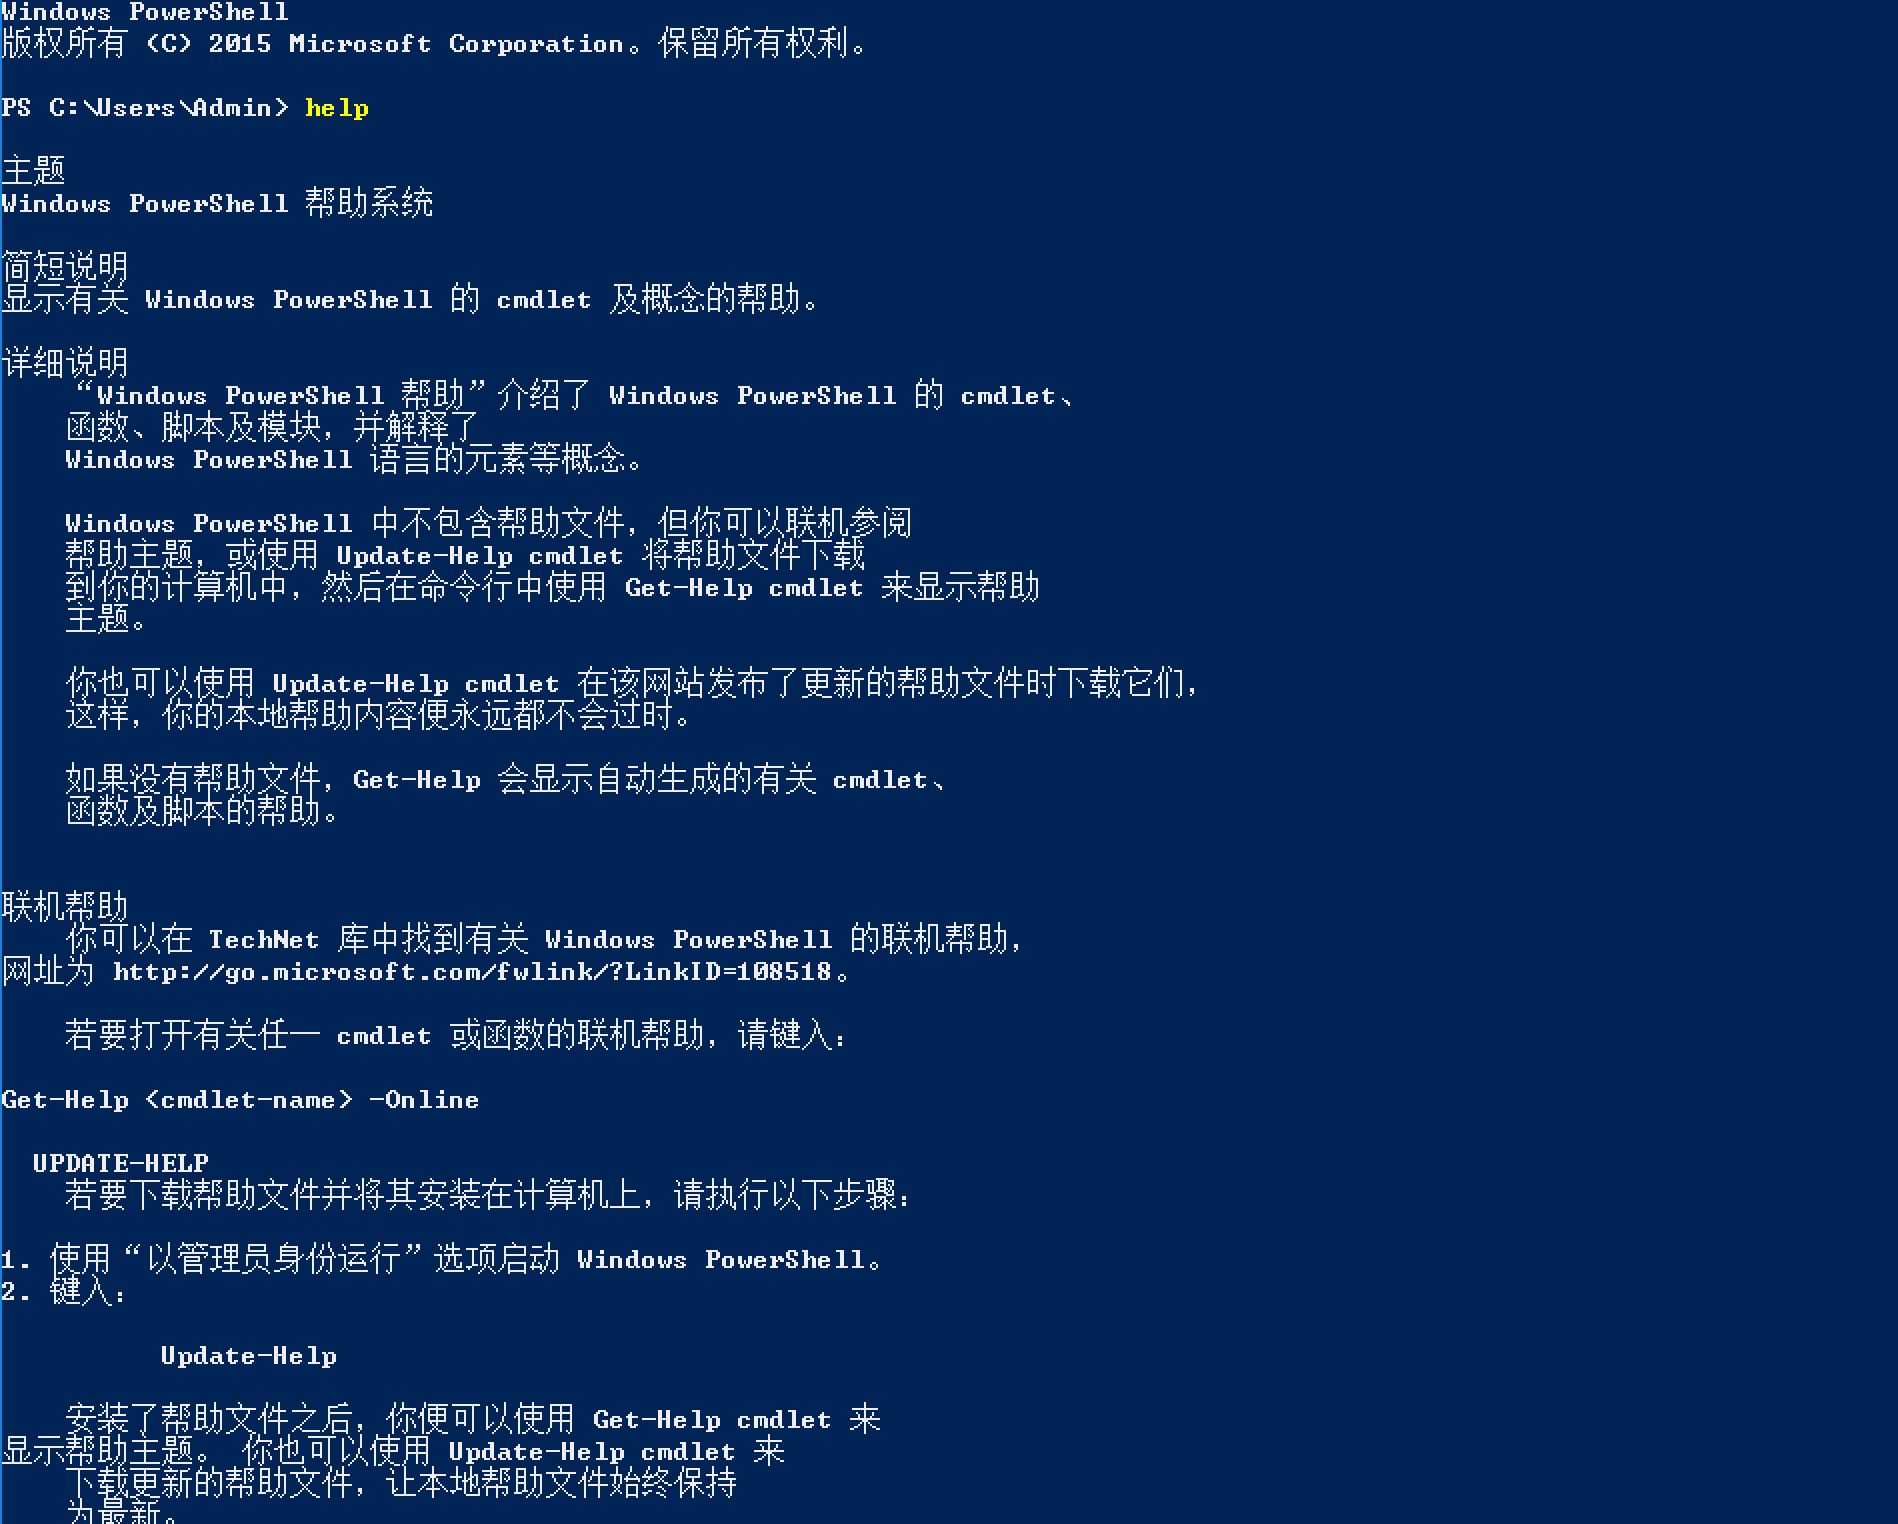 Windows PowerShell
版权所有 (C) 2015 Microsoft Corporation。保留所有权利。
PS C:\Users\Admin> help
主题
Windows PowerShell 帮助系统
简短说明
显示有关 Windows PowerShell 的 cmdlet 及概念的帮助。
详细说明
“Windows PowerShell 帮助”介绍了 Windows PowerShell 的 cmdlet、
函数、脚本及模块，并解释了
Windows PowerShell 语言的元素等概念。
Windows PowerShell 中不包含帮助文件，但你可以联机参阅
帮助主题，或使用 Update-Help cmdlet 将帮助文件下载
到你的计算机中，然后在命令行中使用 Get-Help cmdlet 来显示帮助
主题。
你也可以使用 Update-Help cmdlet 在该网站发布了更新的帮助文件时下载它们，
这样，你的本地帮助内容便永远都不会过时。
如果没有帮助文件，Get-Help 会显示自动生成的有关 cmdlet、
函数及脚本的帮助。
联机帮助
你可以在 TechNet 库中找到有关 Windows PowerShell 的联机帮助，
网址为 http://go.microsoft.com/fwlink/?LinkID=108518。
若要打开有关任一 cmdlet 或函数的联机帮助，请键入：
Get-Help <cmdlet-name> -Online
UPDATE-HELP
若要下载帮助文件并将其安装在计算机上，请执行以下步骤：
1. 使用“以管理员身份运行”选项启动 Windows PowerShell。
2. 键入：
Update-Help
安装了帮助文件之后，你便可以使用 Get-Help cmdlet 来
显示帮助主题。 你也可以使用 Update-Help cmdlet 来
下载更新的帮助文件，让本地帮助文件始终保持
为最新。